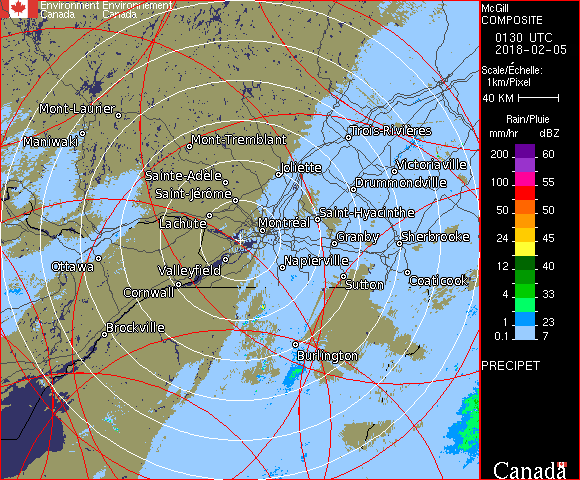 Environment Environnement
Canada Canada
McGill
COMPOSITE
0130 UTC
2018-02-05
Scale/Échelle:
1km/Pixel
40 KM
Rain/Pluie
mm/hr dBZ
200 60
100 55
50 50
24 45
12 40
4 33
1 23
0.1 7
PRECIPET
Canada
Mont-Laurier
Maniwaki
Mont-Tremblant
Trois-Rivières
Joliette
Victoriaville
Sainte-Adèle
Drummondville
Saint-Jérôme
Saint-Hyacinthe
Lachute
Montréal
Granby
Sherbrooke
Ottawa
Valleyfield
Napierville
Coaticook
Sutton
Cornwall
Brockville
Burlington